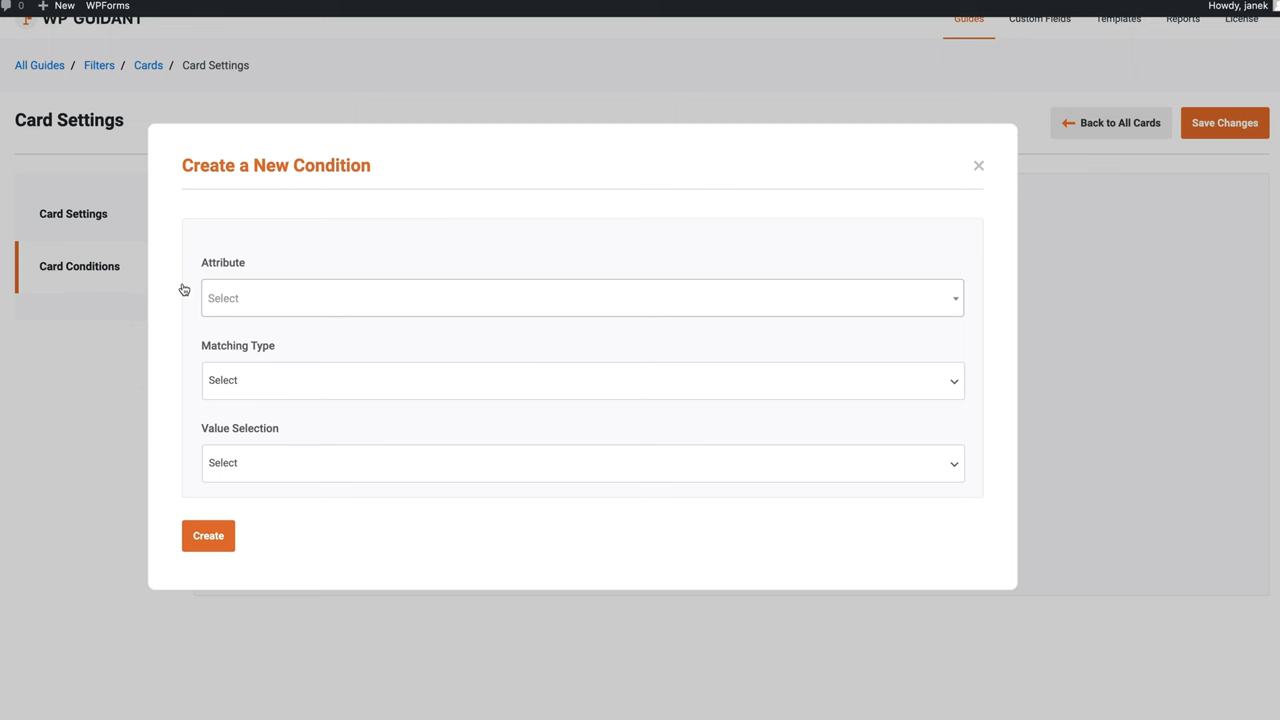 0 New WPForms Howdy, janek
WP GUIDANT Guides Custom Fields Templates Reports License
All Guides / Filters / Cards / Card Settings
Card Settings
Back to All Cards Save Changes
Create a New Condition
Card Settings
Card Conditions
Attribute
Select
Matching Type
Select
Value Selection
Select
Create